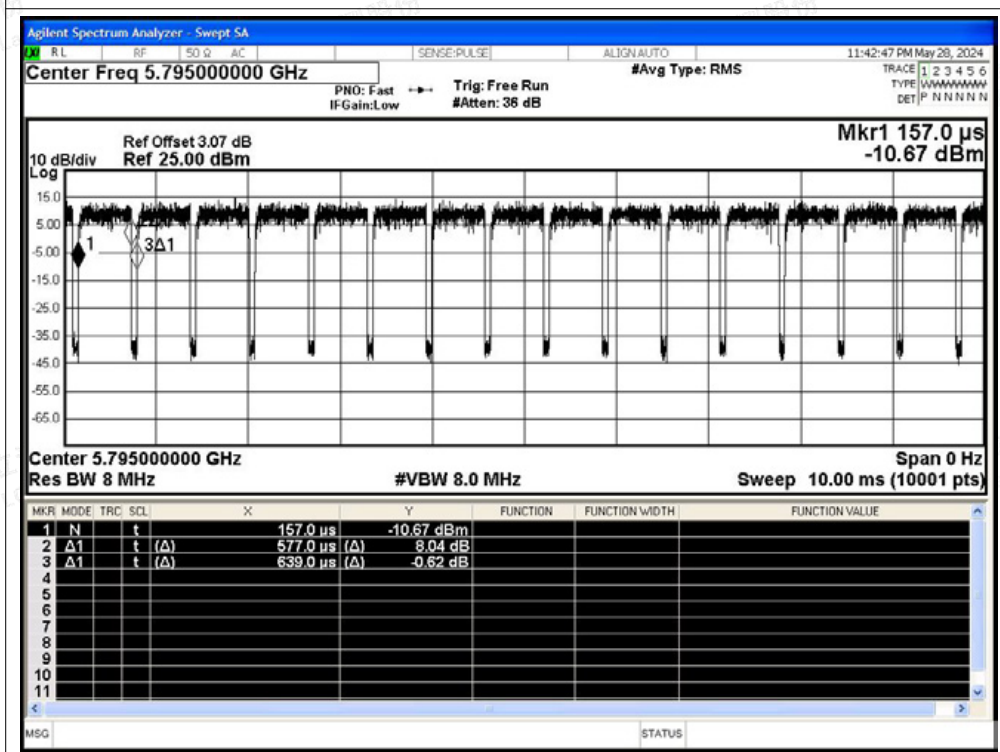 Agilent Spectrum Analyzer - Swept SA
RL RF 50 Ω AC SENSE:PULSE ALIGN AUTO 11:42:47 PM May 28, 2024
Center Freq 5.795000000 GHz #Avg Type: RMS TRACE 1 2 3 4 5 6
PNO: Fast Trig: Free Run TYPE WWWWWW
IFGain:Low #Atten: 36 dB DET P N N N N N
Mkr1 157.0 µs
Ref Offset 3.07 dB
10 dB/div Ref 25.00 dBm -10.67 dBm
Log
15.0
5.00
1 3Δ1
-5.00
-15.0
-25.0
-35.0
-45.0
-55.0
-65.0
Center 5.795000000 GHz Span 0 Hz
Res BW 8 MHz #VBW 8.0 MHz Sweep 10.00 ms (10001 pts)
MKR MODE TRC SCL X Y FUNCTION FUNCTION WIDTH FUNCTION VALUE
1 N t 157.0 µs -10.67 dBm
2 Δ1 t (Δ) 577.0 µs (Δ) 8.04 dB
3 Δ1 t (Δ) 639.0 µs (Δ) -0.62 dB
4
5
6
7
8
9
10
11
MSG STATUS